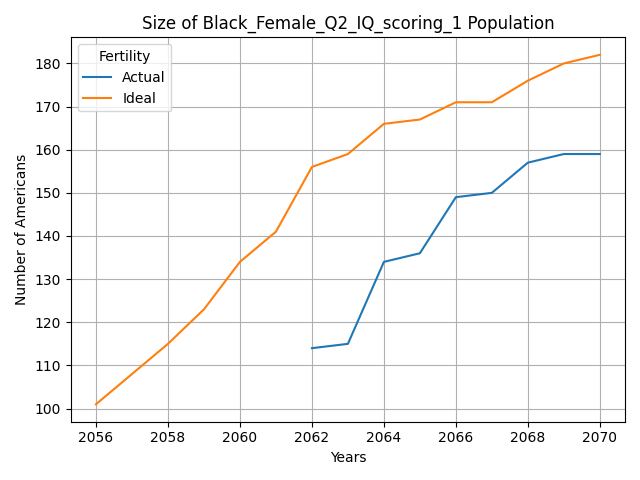 Size of Black_Female_Q2_IQ_scoring_1 Population
Fertility
Actual
Ideal
180
170
160
150
140
130
120
110
100
Number of Americans
2056 2058 2060 2062 2064 2066 2068 2070
Years